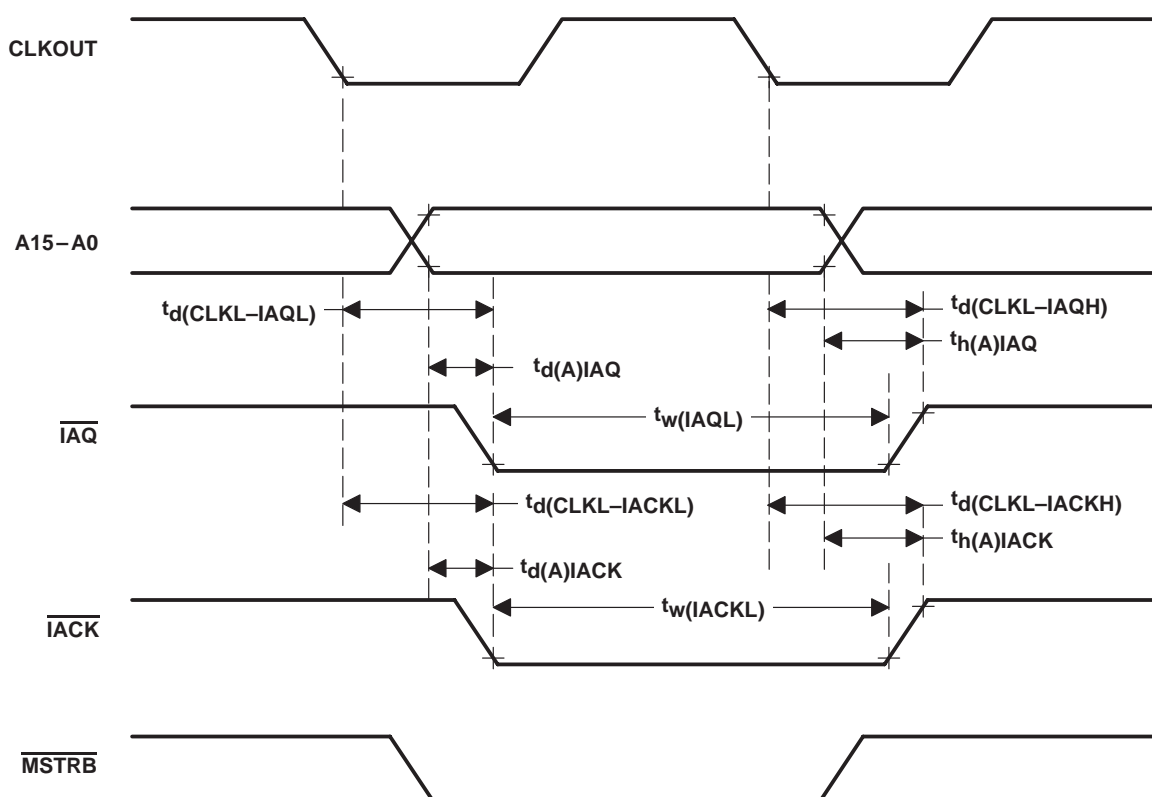 CLKOUT
A15–A0
td(CLKL–IAQL)
td(CLKL–IAQH)
th(A)IAQ
td(A)IAQ
tw(IAQL)
IAQ
td(CLKL–IACKL)
td(CLKL–IACKH)
th(A)IACK
td(A)IACK
tw(IACKL)
IACK
MSTRB